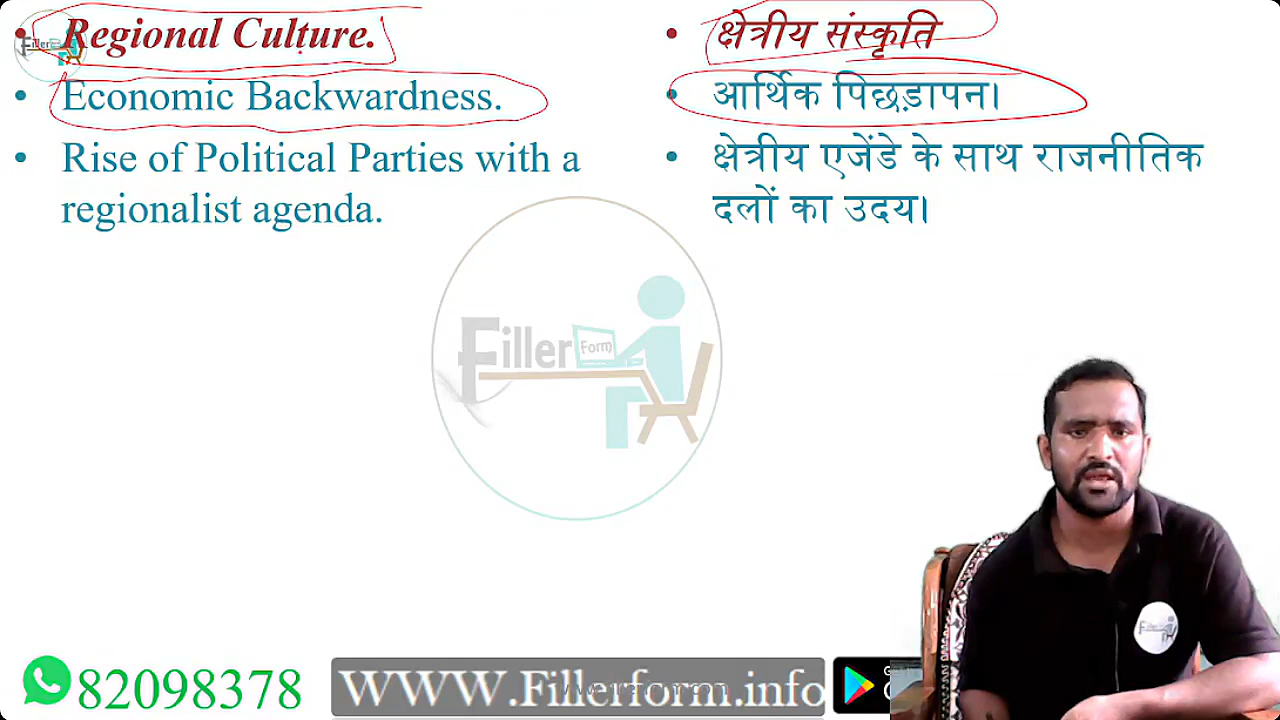 Regional Culture.
Economic Backwardness.
Rise of Political Parties with a
regionalist agenda.
क्षेत्रीय संस्कृति
आर्थिक पिछड़ापन।
क्षेत्रीय एजेंडे के साथ राजनीतिक
दलों का उदय।
Filler Form
82098378
WWW.Fillerform.info